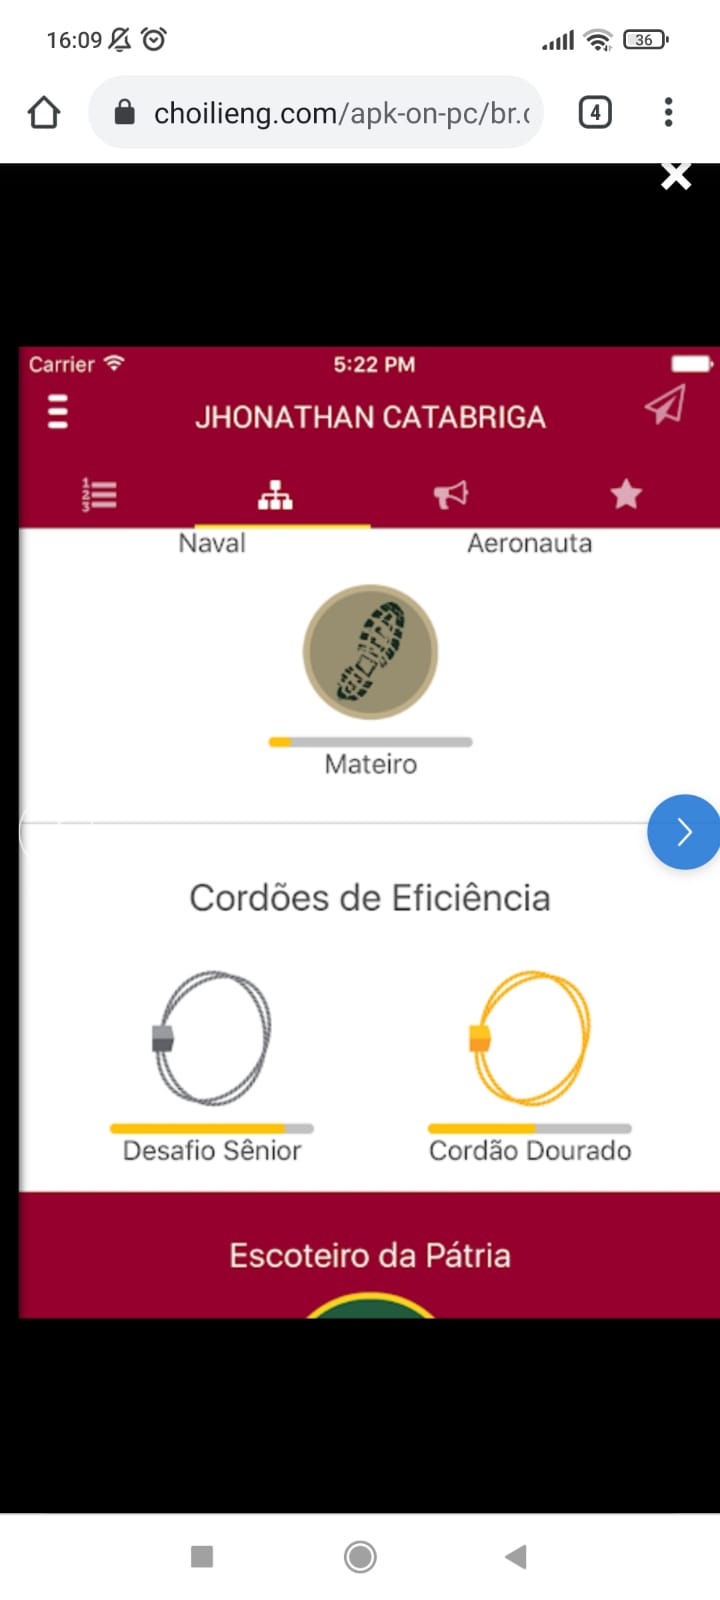 16:09 36
choilieng.com/apk-on-pc/br.c 4
Carrier 5:22 PM
JHONATHAN CATABRIGA
Naval Aeronauta
Mateiro
Cordões de Eficiência
Desafio Sênior Cordão Dourado
Escoteiro da Pátria